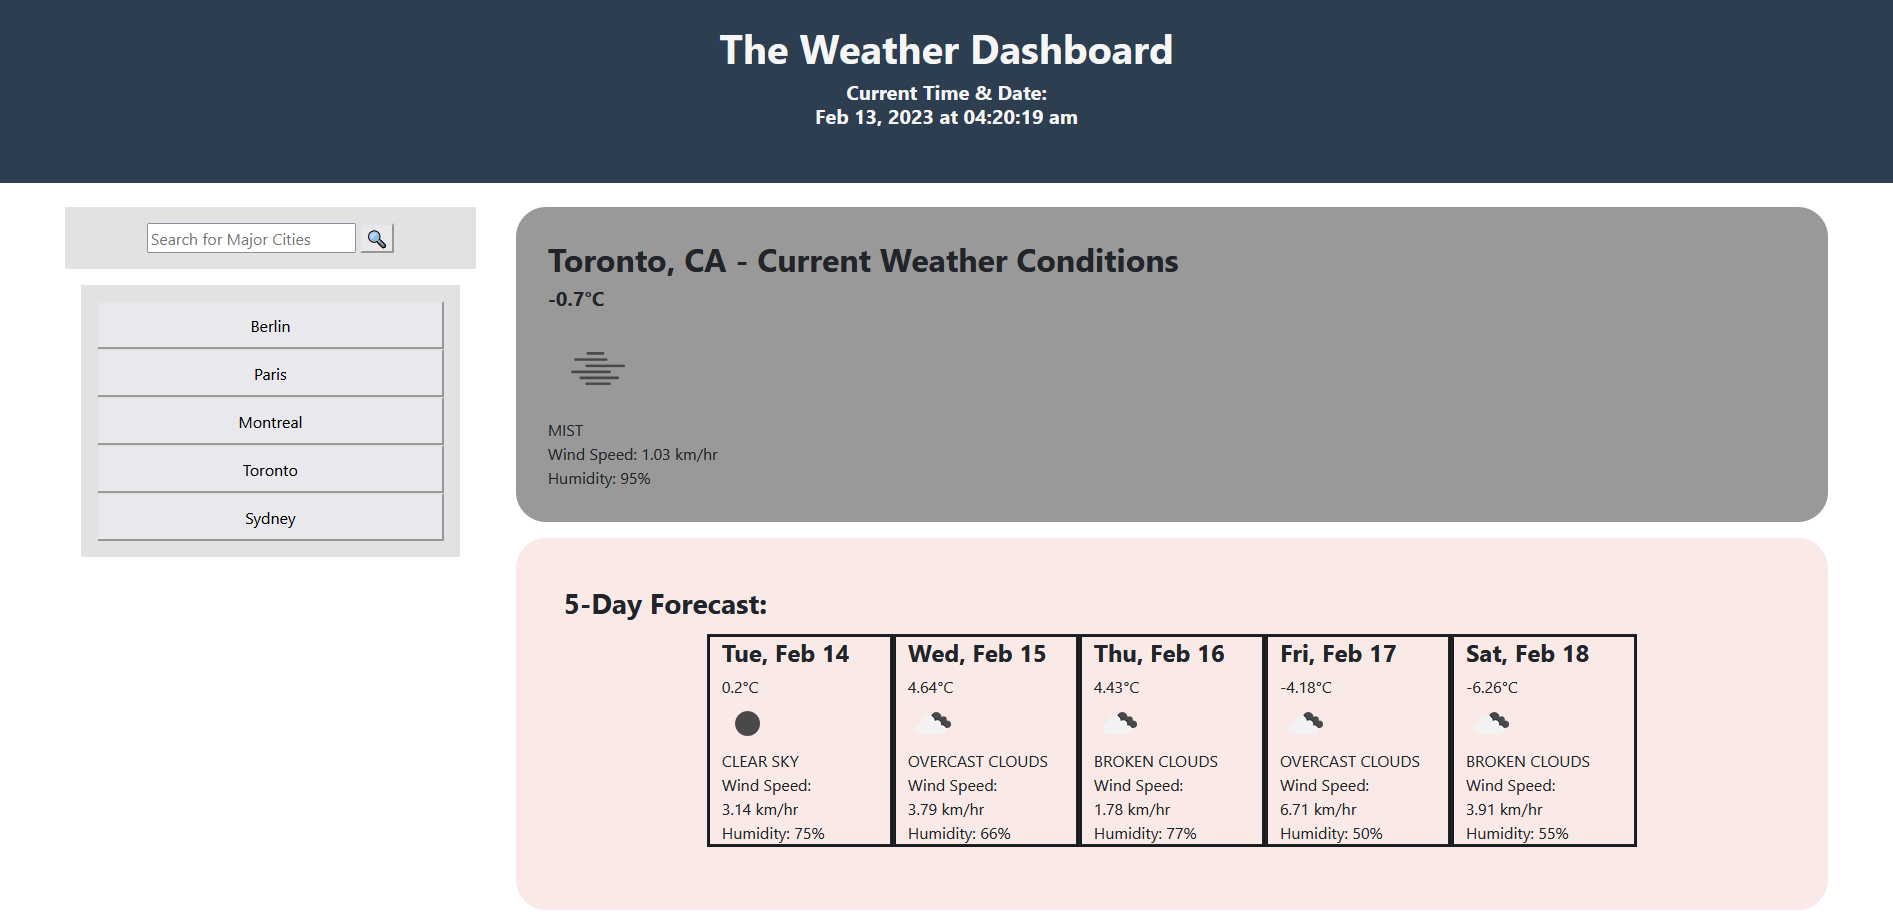 The Weather Dashboard
Current Time & Date:
Feb 13, 2023 at 04:20:19 am
Search for Major Cities
Berlin
Paris
Montreal
Toronto
Sydney
Toronto, CA - Current Weather Conditions
-0.7°C
MIST
Wind Speed: 1.03 km/hr
Humidity: 95%
5-Day Forecast:
Tue, Feb 14
0.2°C
CLEAR SKY
Wind Speed:
3.14 km/hr
Humidity: 75%
Wed, Feb 15
4.64°C
OVERCAST CLOUDS
Wind Speed:
3.79 km/hr
Humidity: 66%
Thu, Feb 16
4.43°C
BROKEN CLOUDS
Wind Speed:
1.78 km/hr
Humidity: 77%
Fri, Feb 17
-4.18°C
OVERCAST CLOUDS
Wind Speed:
6.71 km/hr
Humidity: 50%
Sat, Feb 18
-6.26°C
BROKEN CLOUDS
Wind Speed:
3.91 km/hr
Humidity: 55%